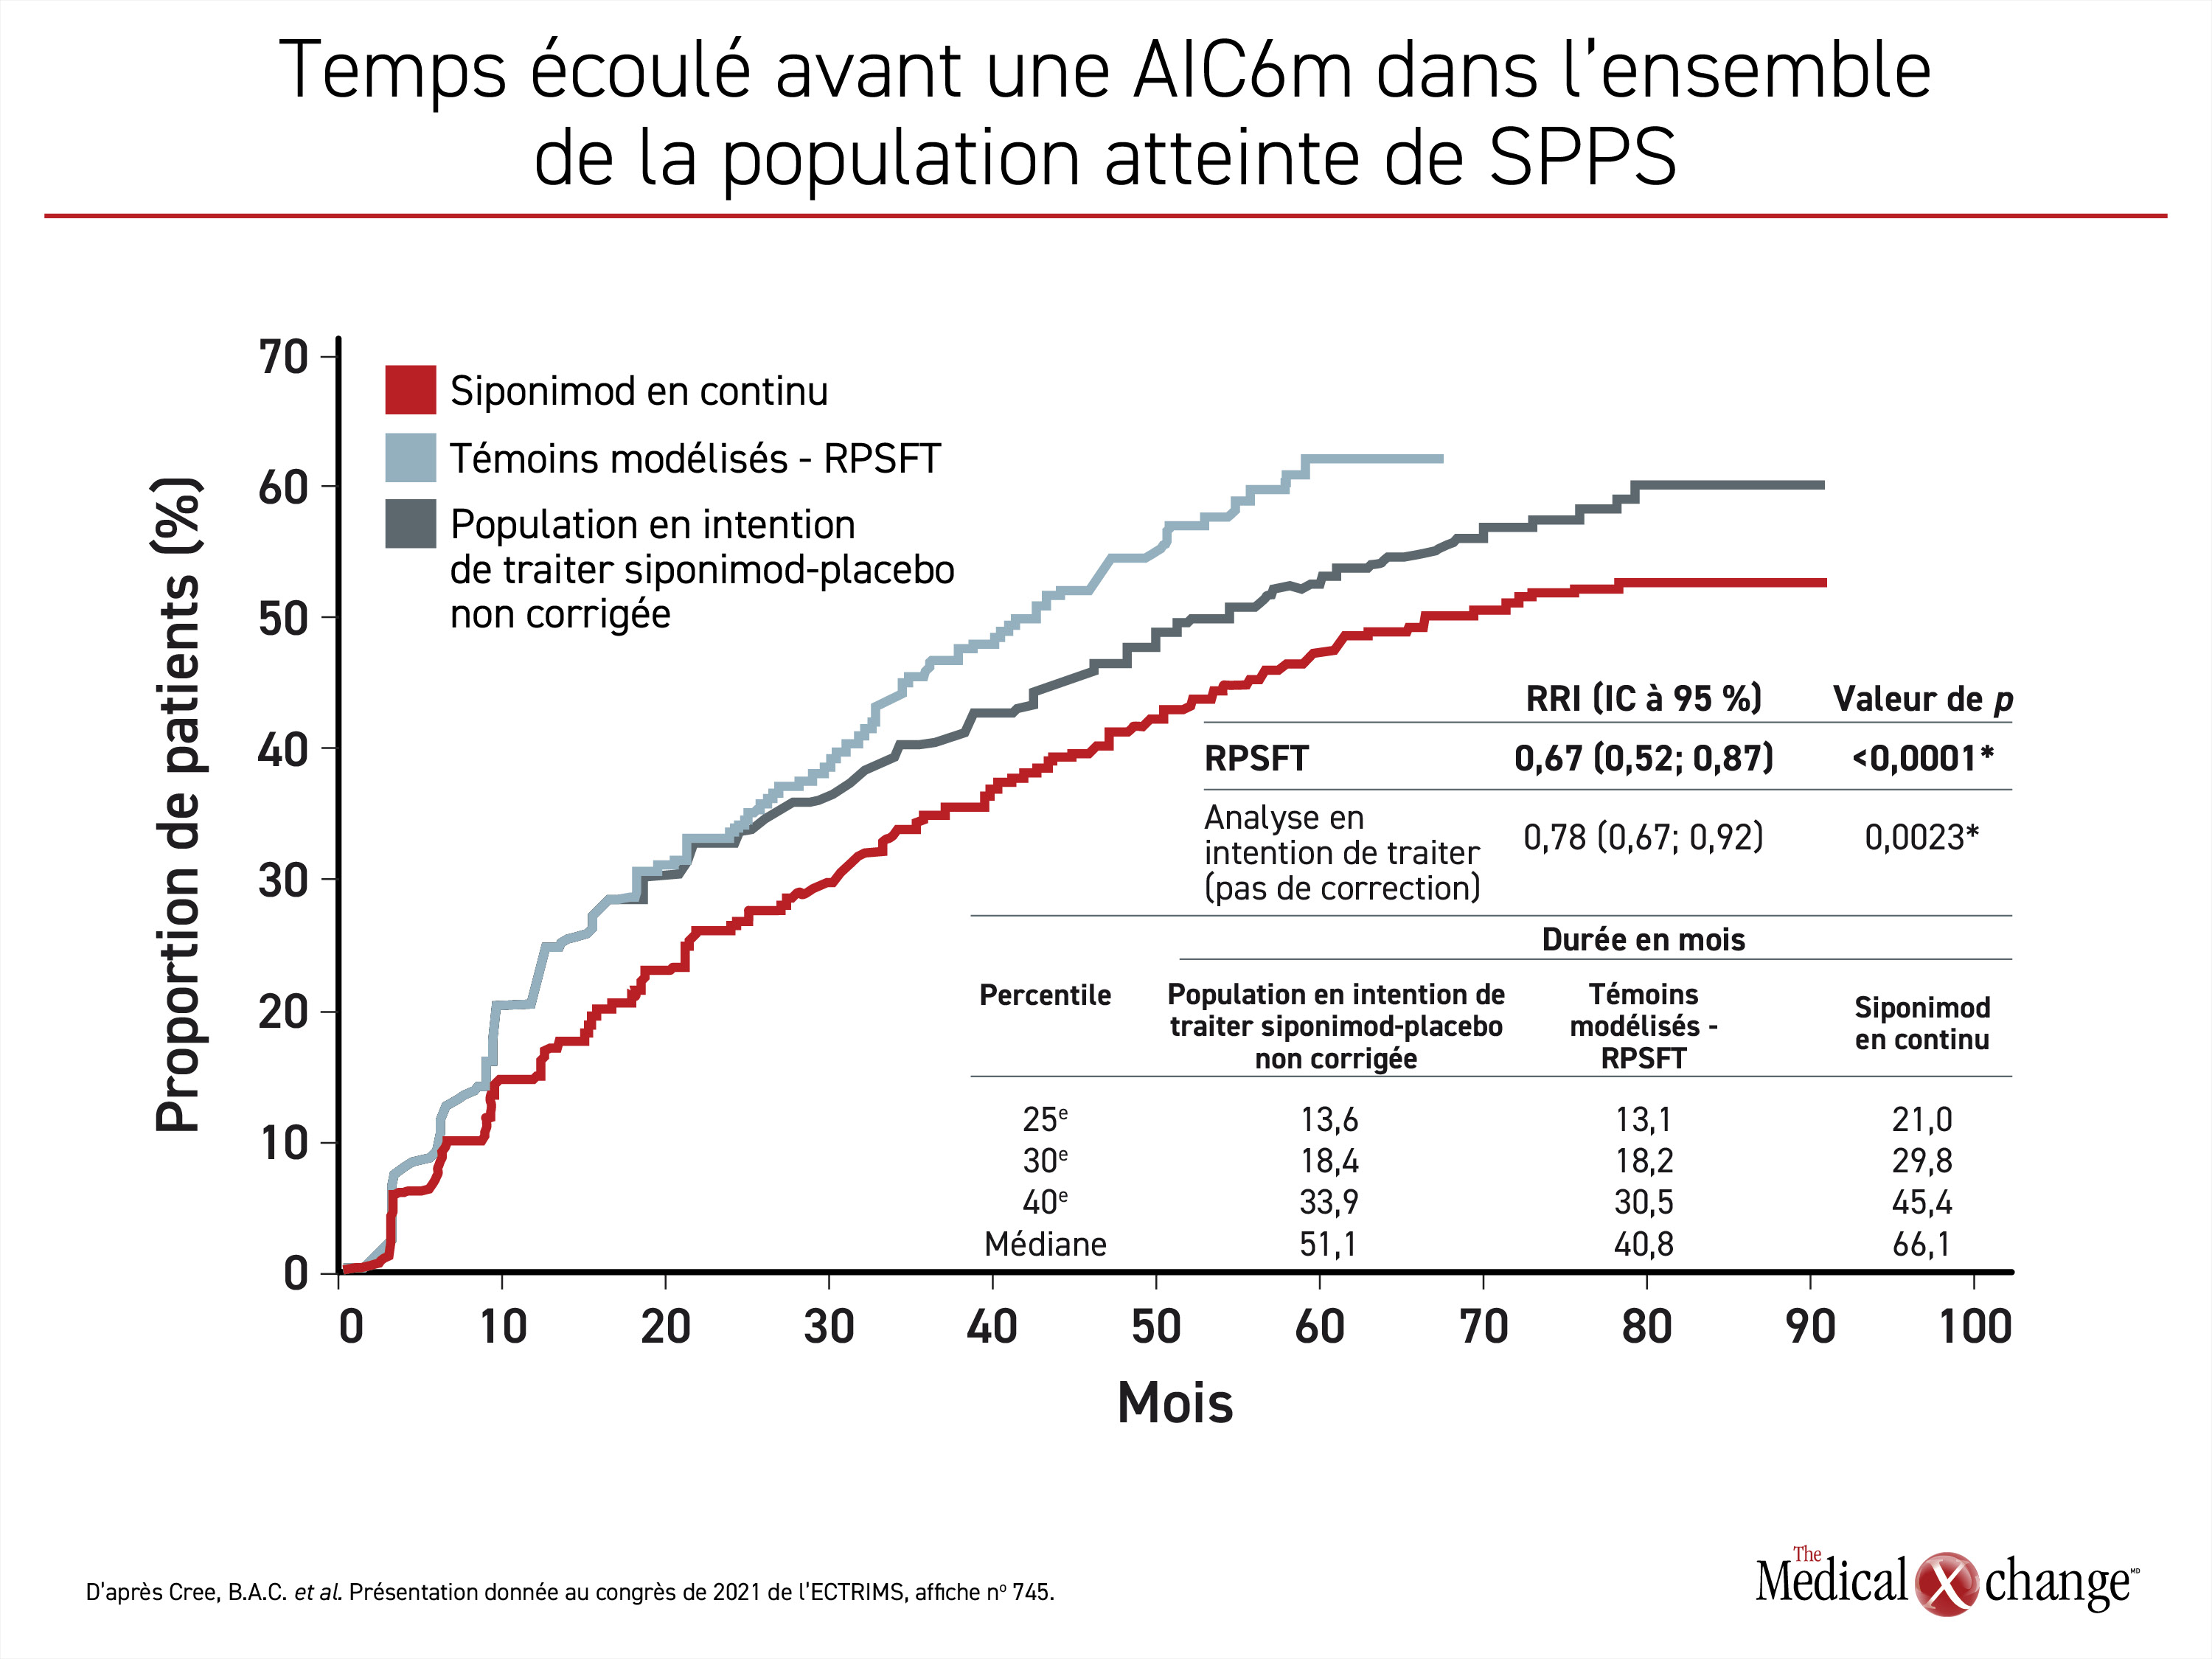 Temps écoulé avant une AIC6m dans l’ensemble
de la population atteinte de SPPS
Proportion de patients (%)
70
60
50
40
30
20
10
0
Siponimod en continu
Témoins modélisés - RPSFT
Population en intention
de traiter siponimod-placebo
non corrigée
RRI (IC à 95 %) Valeur de p
RPSFT 0,67 (0,52; 0,87) <0,0001*
Analyse en
intention de traiter 0,78 (0,67; 0,92) 0,0023*
(pas de correction)
Durée en mois
Percentile Population en intention de Témoins Siponimod
traiter siponimod-placebo modélisés - en continu
non corrigée RPSFT
25e 13,6 13,1 21,0
30e 18,4 18,2 29,8
40e 33,9 30,5 45,4
Médiane 51,1 40,8 66,1
0 10 20 30 40 50 60 70 80 90 100
Mois
D’après Cree, B.A.C. et al. Présentation donnée au congrès de 2021 de l’ECTRIMS, affiche no 745.
The
Medical X change MD